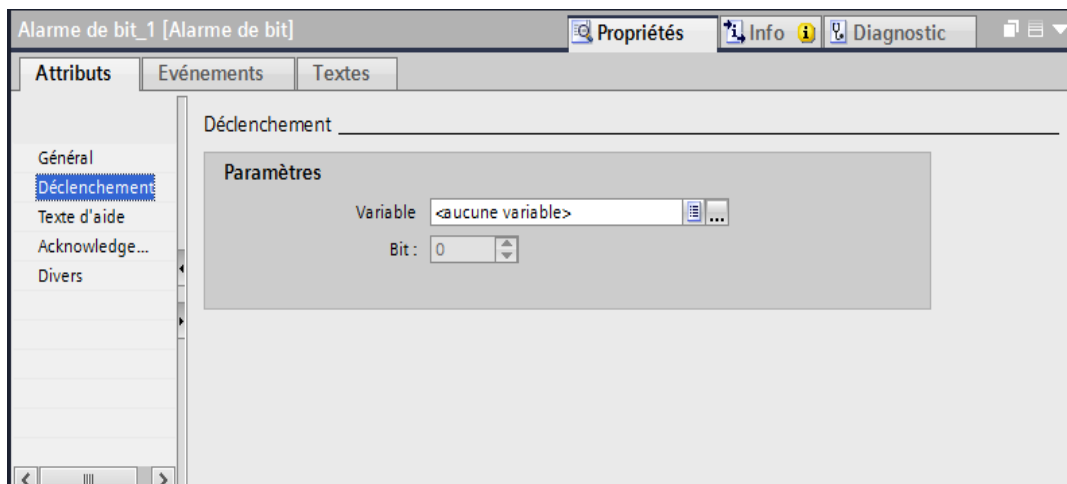 Alarme de bit_1 [Alarme de bit]
Propriétés
Info
Diagnostic
Attributs
Evénements
Textes
Déclenchement
Général
Déclenchement
Texte d'aide
Acknowledge...
Divers
Paramètres
Variable <aucune variable> ...
Bit : 0